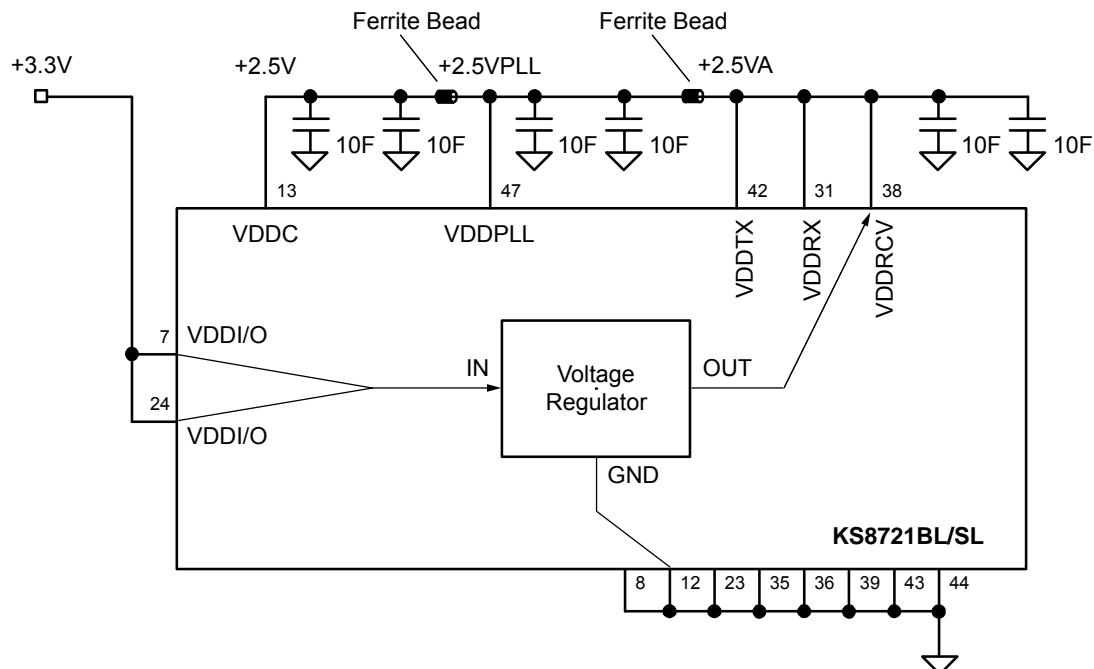 Ferrite Bead
Ferrite Bead
+3.3V
+2.5V
+2.5VPLL
+2.5VA
10F
10F
10F
10F
10F
10F
13
47
42
31
38
VDDC
VDDPLL
VDDTX
VDDRX
VDDRCV
7
VDDI/O
24
VDDI/O
IN
Voltage
Regulator
OUT
GND
KS8721BL/SL
8
12
23
35
36
39
43
44